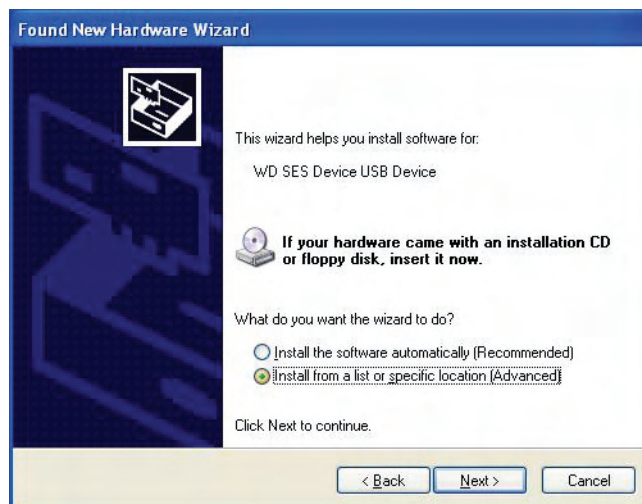 Found New Hardware Wizard
This wizard helps you install software for:
WD SES Device USB Device
If your hardware came with an installation CD
or floppy disk, insert it now.
What do you want the wizard to do?
Install the software automatically (Recommended)
Install from a list or specific location (Advanced)
Click Next to continue.
< Back
Next >
Cancel